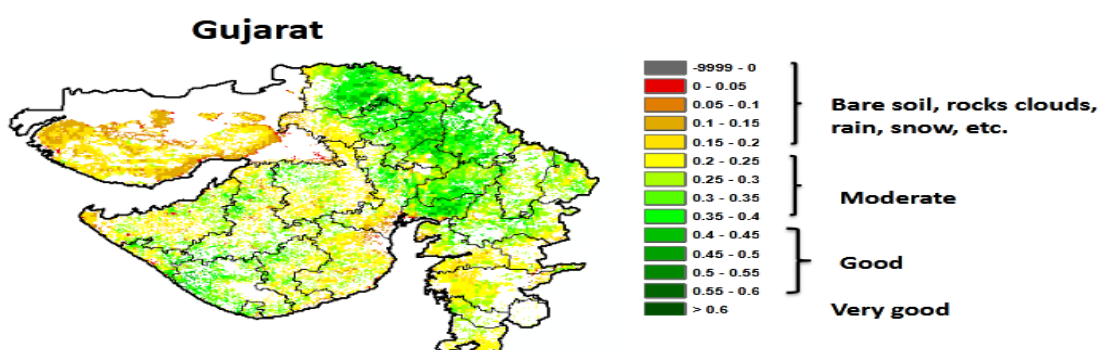 Gujarat
-9999 - 0
0 - 0.05
0.05 - 0.1
0.1 - 0.15
0.15 - 0.2
0.2 - 0.25
0.25 - 0.3
0.3 - 0.35
0.35 - 0.4
0.4 - 0.45
0.45 - 0.5
0.5 - 0.55
0.55 - 0.6
> 0.6
Bare soil, rocks clouds,
rain, snow, etc.
Moderate
Good
Very good